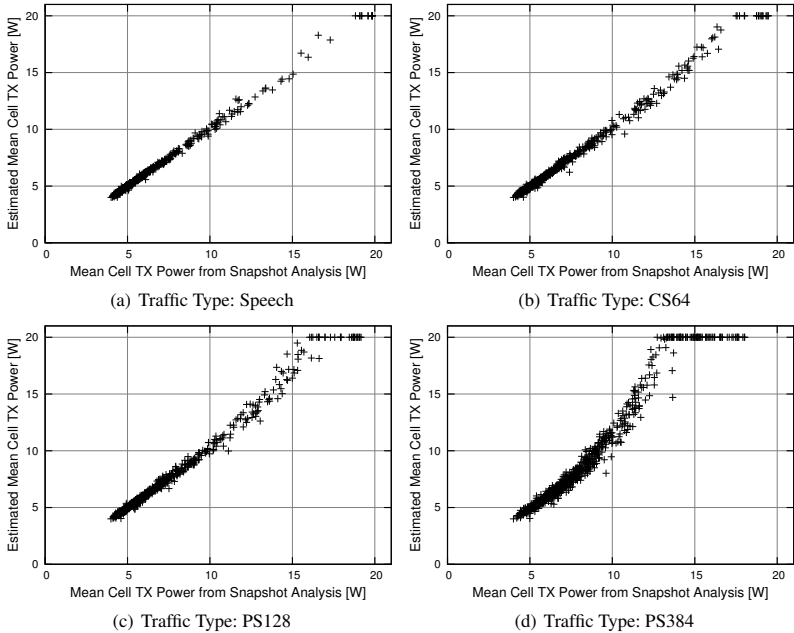 Estimated Mean Cell TX Power [W]
20
15
10
5
0
0 5 10 15 20
Mean Cell TX Power from Snapshot Analysis [W]
(a) Traffic Type: Speech
Estimated Mean Cell TX Power [W]
20
15
10
5
0
0 5 10 15 20
Mean Cell TX Power from Snapshot Analysis [W]
(b) Traffic Type: CS64
Estimated Mean Cell TX Power [W]
20
15
10
5
0
0 5 10 15 20
Mean Cell TX Power from Snapshot Analysis [W]
(c) Traffic Type: PS128
Estimated Mean Cell TX Power [W]
20
15
10
5
0
0 5 10 15 20
Mean Cell TX Power from Snapshot Analysis [W]
(d) Traffic Type: PS384